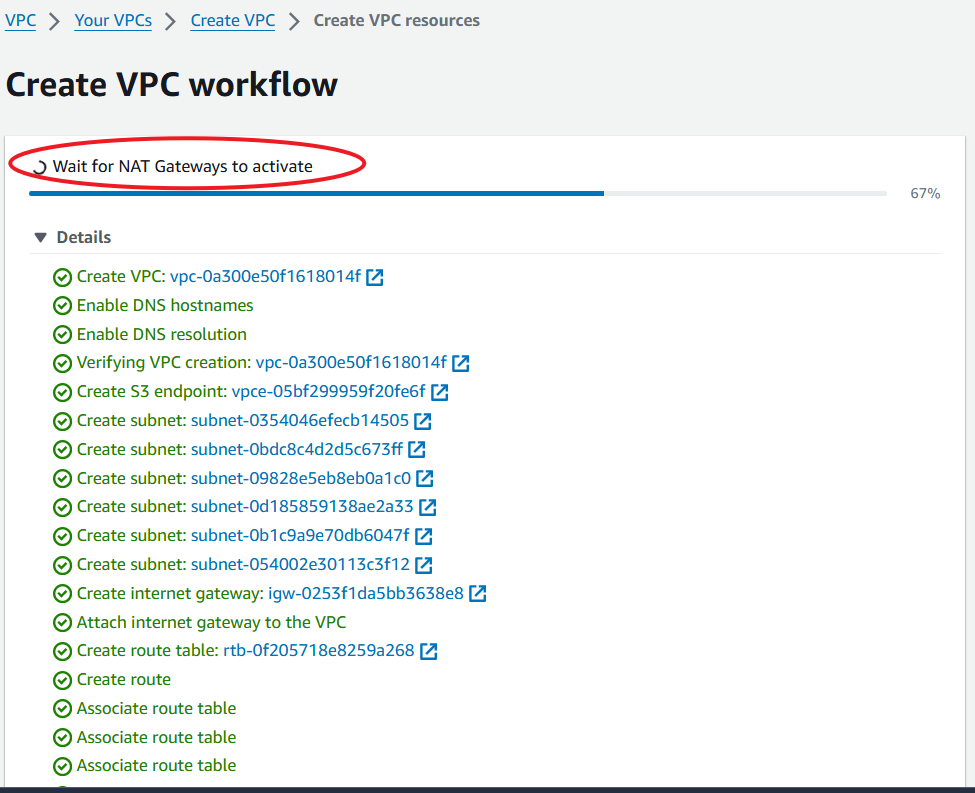 VPC > Your VPCs > Create VPC > Create VPC resources
Create VPC workflow
Wait for NAT Gateways to activate
67%
Details
Create VPC: vpc-0a300e50f1618014f
Enable DNS hostnames
Enable DNS resolution
Verifying VPC creation: vpc-0a300e50f1618014f
Create S3 endpoint: vpce-05bf299959f20fe6f
Create subnet: subnet-0354046efecb14505
Create subnet: subnet-0bdc8c4d2d5c673ff
Create subnet: subnet-09828e5eb8eb0a1c0
Create subnet: subnet-0d185859138ae2a33
Create subnet: subnet-0b1c9a9e70db6047f
Create subnet: subnet-054002e30113c3f12
Create internet gateway: igw-0253f1da5bb3638e8
Attach internet gateway to the VPC
Create route table: rtb-0f205718e8259a268
Create route
Associate route table
Associate route table
Associate route table